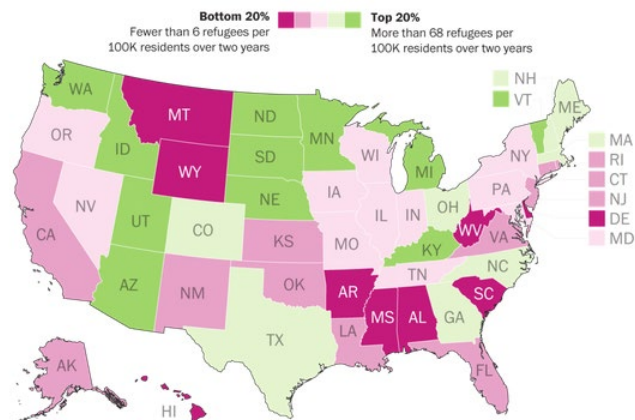 Bottom 20%
Fewer than 6 refugees per
100K residents over two years
Top 20%
More than 68 refugees per
100K residents over two years
NH
VT
WA
MT
ND
MN
ME
OR
ID
SD
WI
MI
NY
MA
RI
CT
NJ
DE
MD
WY
NE
IA
PA
NV
UT
CO
IL
IN
OH
WV
VA
CA
KS
MO
KY
AZ
NM
OK
AR
TN
NC
TX
LA
MS
AL
GA
SC
FL
AK
HI